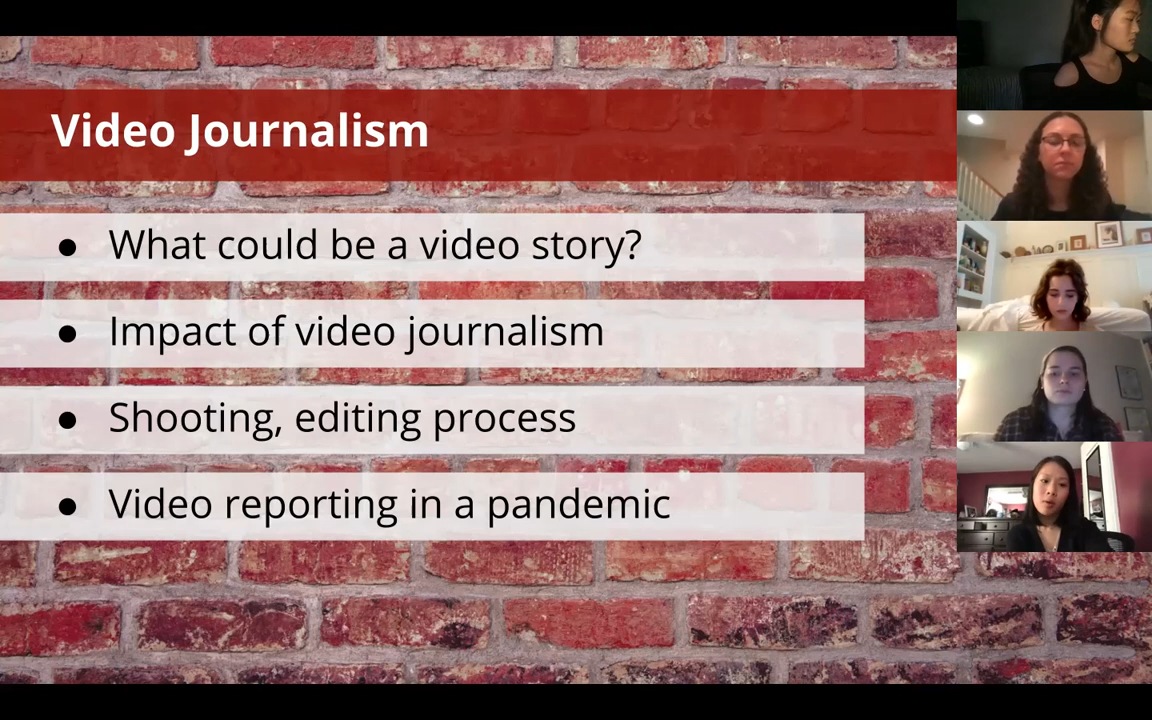 Video Journalism
● What could be a video story?
● Impact of video journalism
● Shooting, editing process
● Video reporting in a pandemic